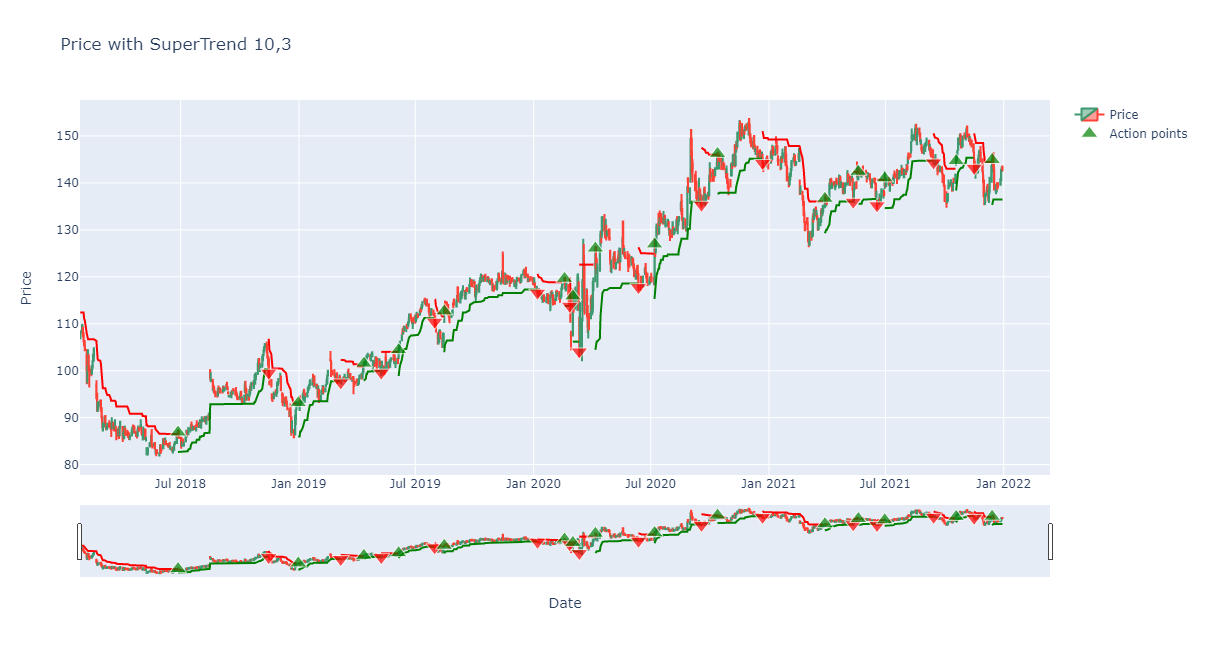 Price with SuperTrend 10,3
Price
Action points
Price
150
140
130
120
110
100
90
80
Jul 2018
Jan 2019
Jul 2019
Jan 2020
Jul 2020
Jan 2021
Jul 2021
Jan 2022
Date